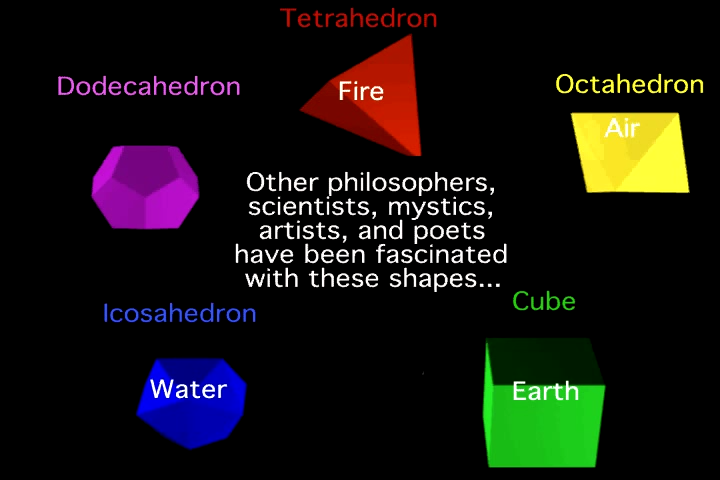 Tetrahedron
Fire
Dodecahedron
Octahedron
Air
Other philosophers,
scientists, mystics,
artists, and poets
have been fascinated
with these shapes...
Icosahedron
Water
Cube
Earth